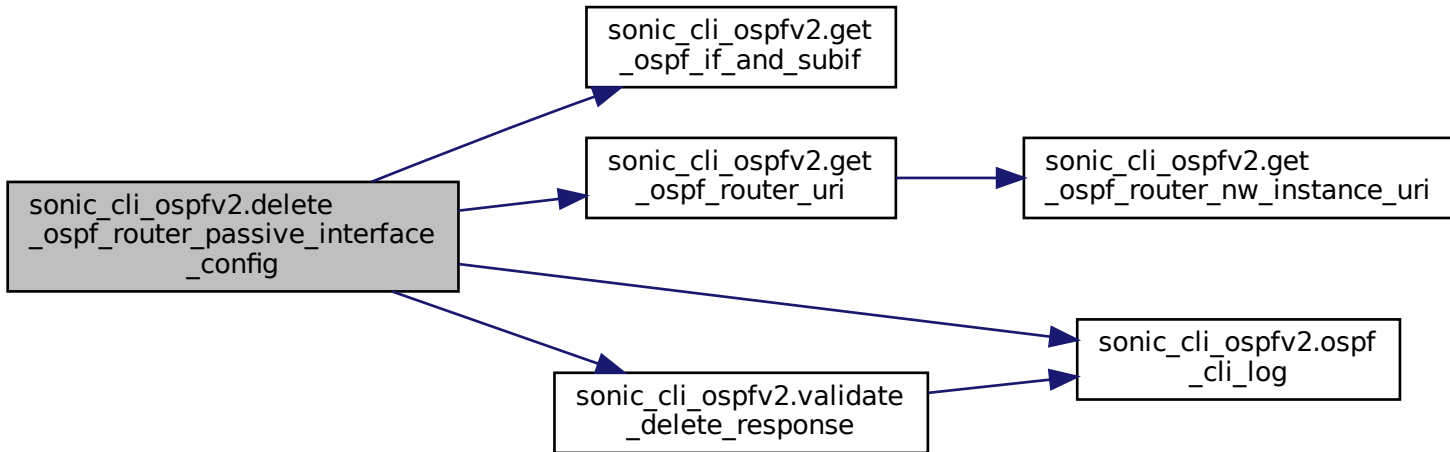 sonic_cli_ospfv2.get
_ospf_if_and_subif
sonic_cli_ospfv2.get
_ospf_router_uri
sonic_cli_ospfv2.get
_ospf_router_nw_instance_uri
sonic_cli_ospfv2.delete
_ospf_router_passive_interface
_config
sonic_cli_ospfv2.ospf
_cli_log
sonic_cli_ospfv2.validate
_delete_response